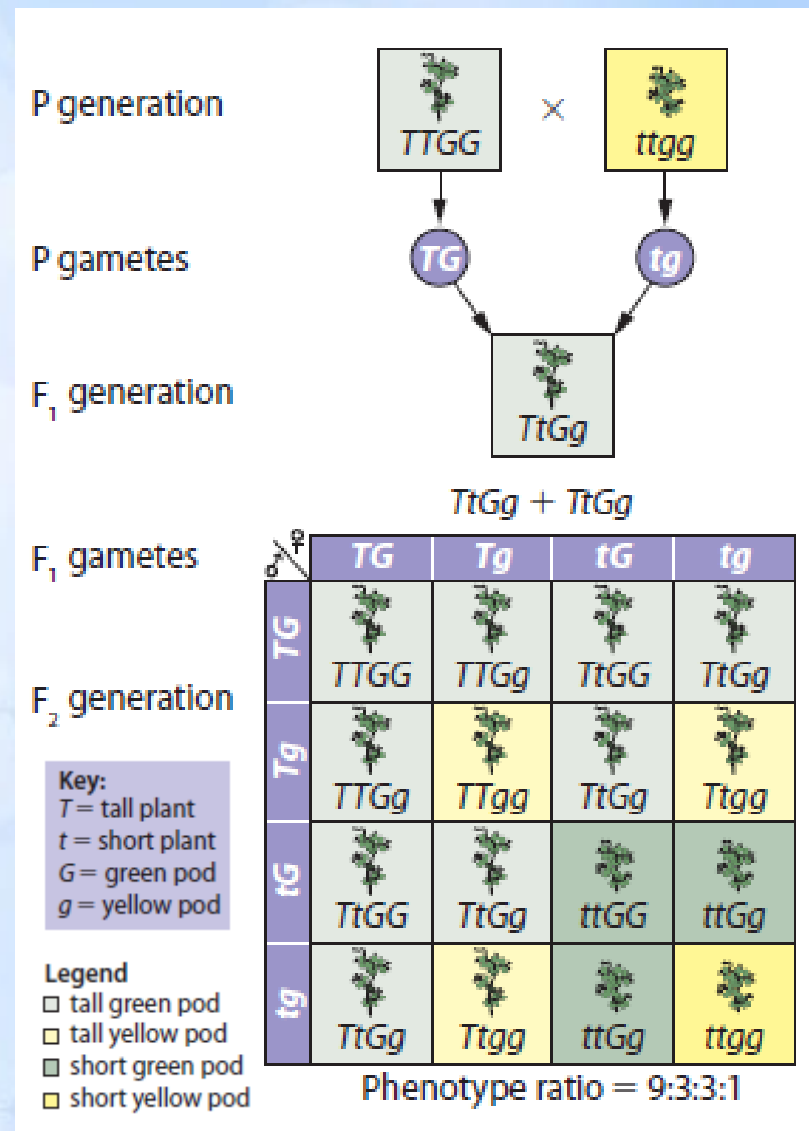 P generation
TTGG × ttgg
P gametes
TG tg
F₁ generation
TtGg
TtGg + TtGg
F₁ gametes
♂ ♀ TG Tg tG tg
TG
TTGG TTGg TtGG TtGg
F₂ generation
Tg
TTGg TTgg TtGg Ttgg
tG
TtGG TtGg ttGG ttGg
tg
TtGg Ttgg ttGg ttgg
Key:
T = tall plant
t = short plant
G = green pod
g = yellow pod
Legend
tall green pod
tall yellow pod
short green pod
short yellow pod
Phenotype ratio = 9:3:3:1